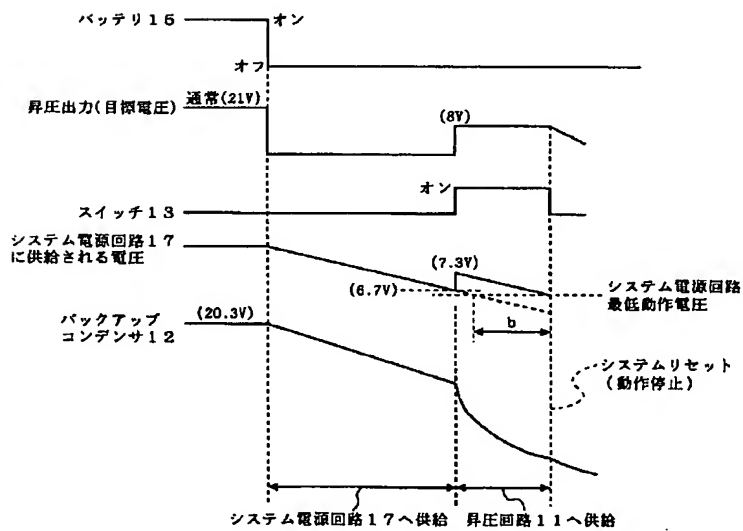 バッテリ15
オン
オフ
昇圧出力(目標電圧)
通常(21V)
(8V)
スイッチ13
オン
システム電源回路17
に供給される電圧
(7.3V)
(6.7V)
システム電源回路
最低動作電圧
b
バックアップ
コンデンサ12
(20.3V)
システムリセット
(動作停止)
システム電源回路17へ供給
昇圧回路11へ供給